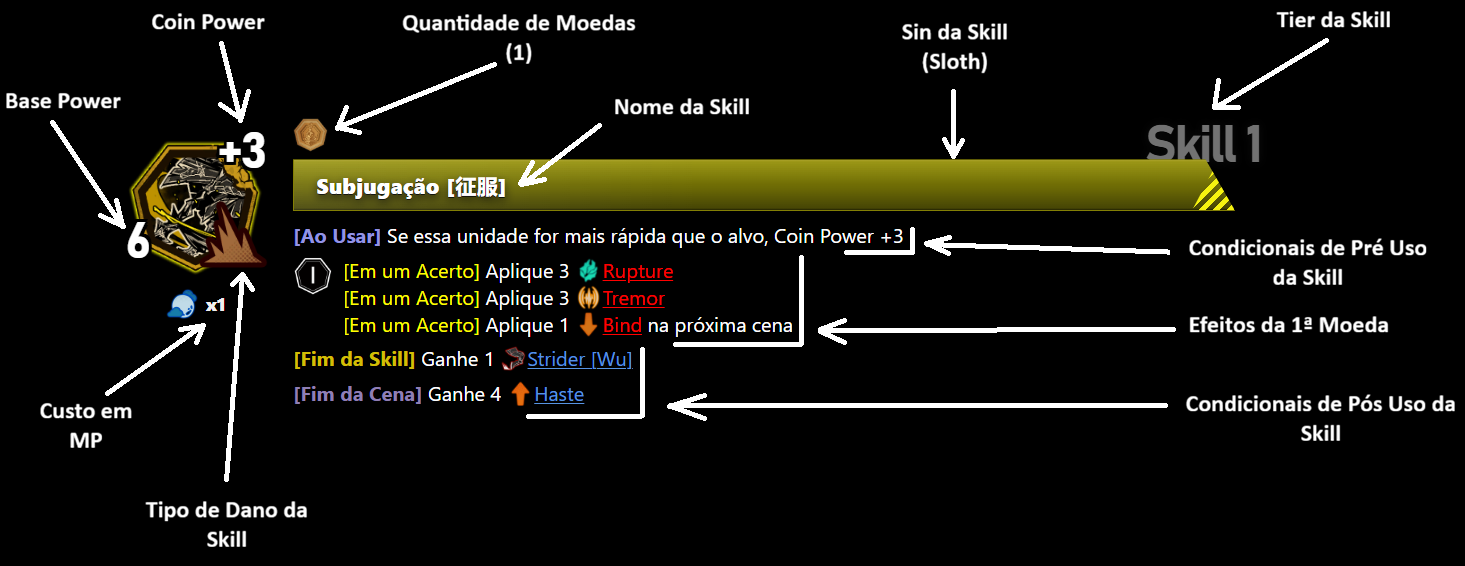 Coin Power
Quantidade de Moedas
(1)
Sin da Skill
(Sloth)
Tier da Skill
Base Power
Nome da Skill
+3
Skill 1
Subjugação [征服]
6
[Ao Usar] Se essa unidade for mais rápida que o alvo, Coin Power +3
Condicionais de Pré Uso
da Skill
I
[Em um Acerto] Aplique 3 Rupture
[Em um Acerto] Aplique 3 Tremor
[Em um Acerto] Aplique 1 Bind na próxima cena
x1
Efeitos da 1ª Moeda
[Fim da Skill] Ganhe 1 Strider [Wu]
[Fim da Cena] Ganhe 4 Haste
Custo em
MP
Condicionais de Pós Uso da
Skill
Tipo de Dano da
Skill